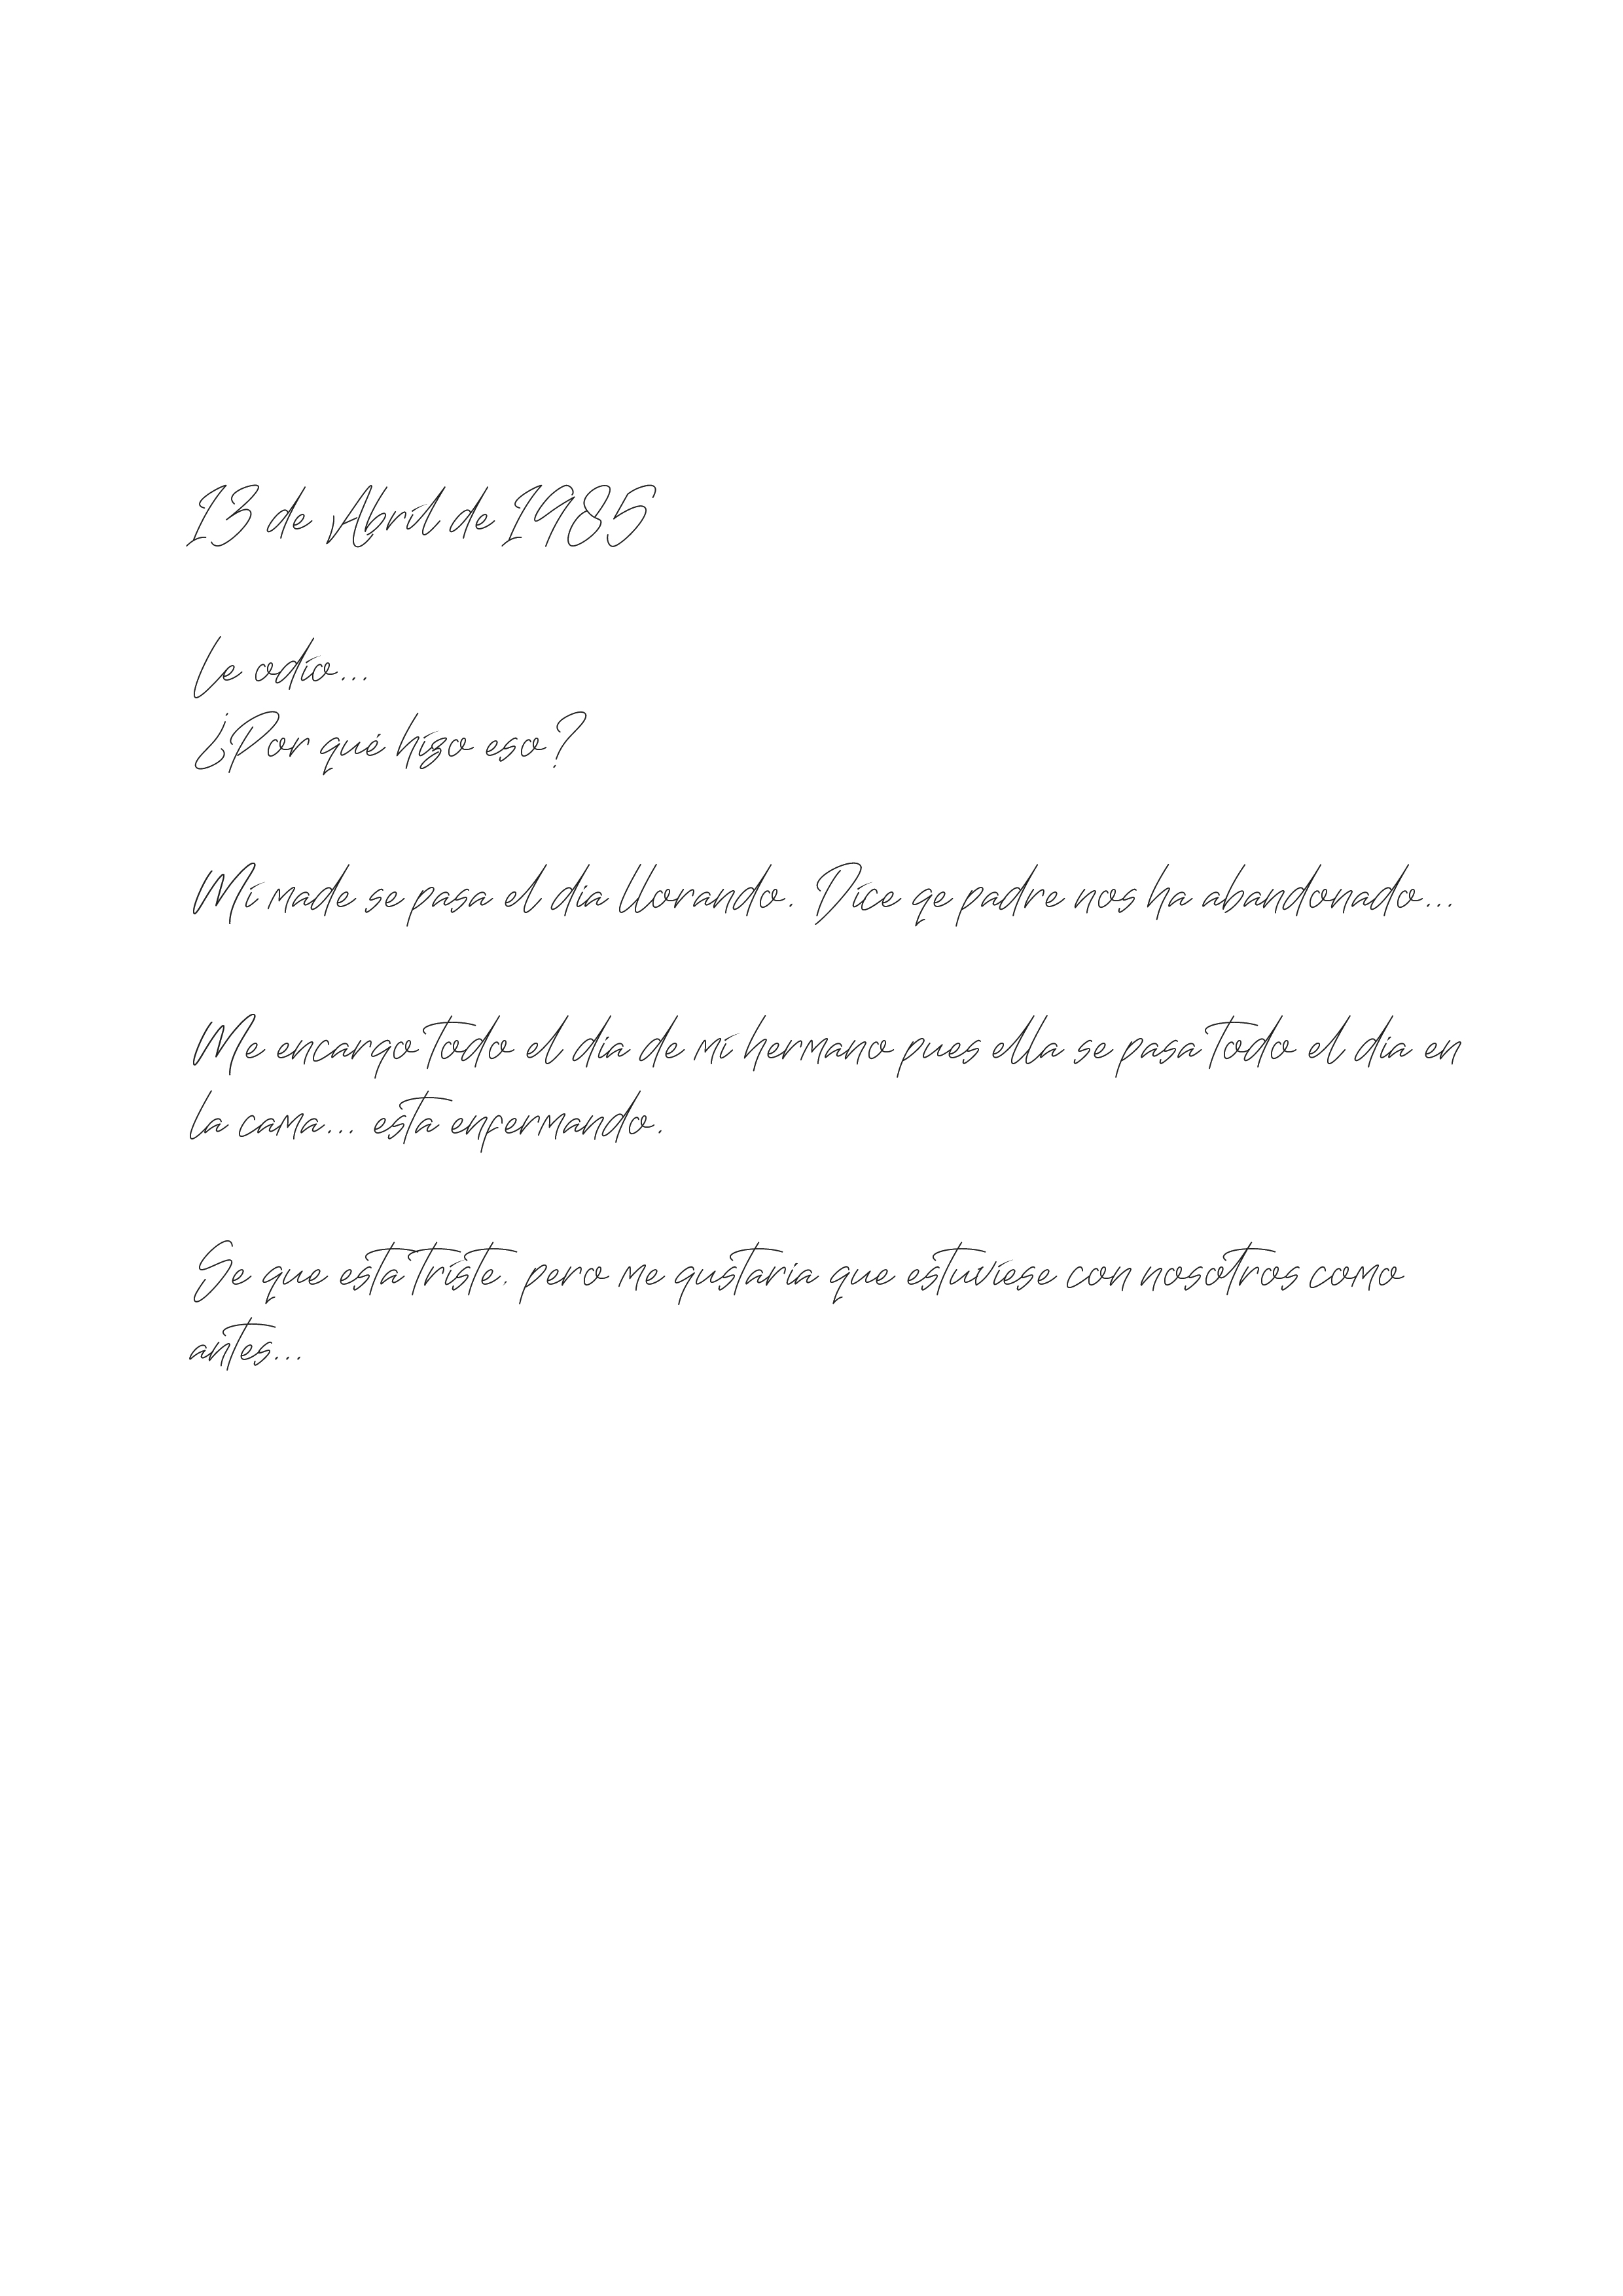 13 de Abril de 1985
Le odio...
¿Por qué hizo eso?
Mi made se pasa el dia llorando. Dice qe padre nos ha abandonado...
Me encargo todo el dia de mi hermano pues ella se pasa todo el dia en
la cama... esta enfermando.
Se que esta triste, pero me gustaria que estuviese con nosotros como
antes...